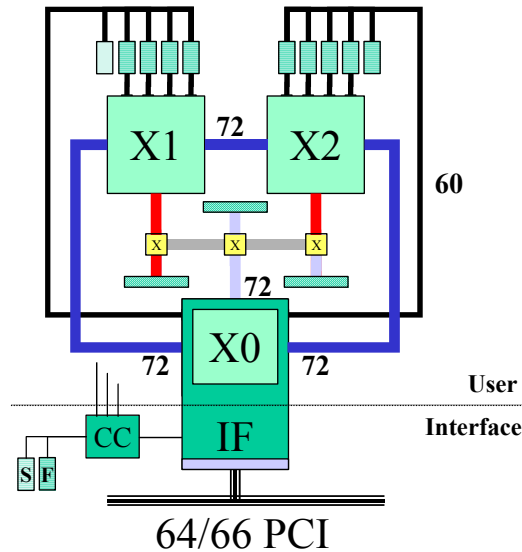 X1
72
X2
60
X
X
X
72
X0
72
72
User
Interface
CC
IF
S
F
64/66 PCI